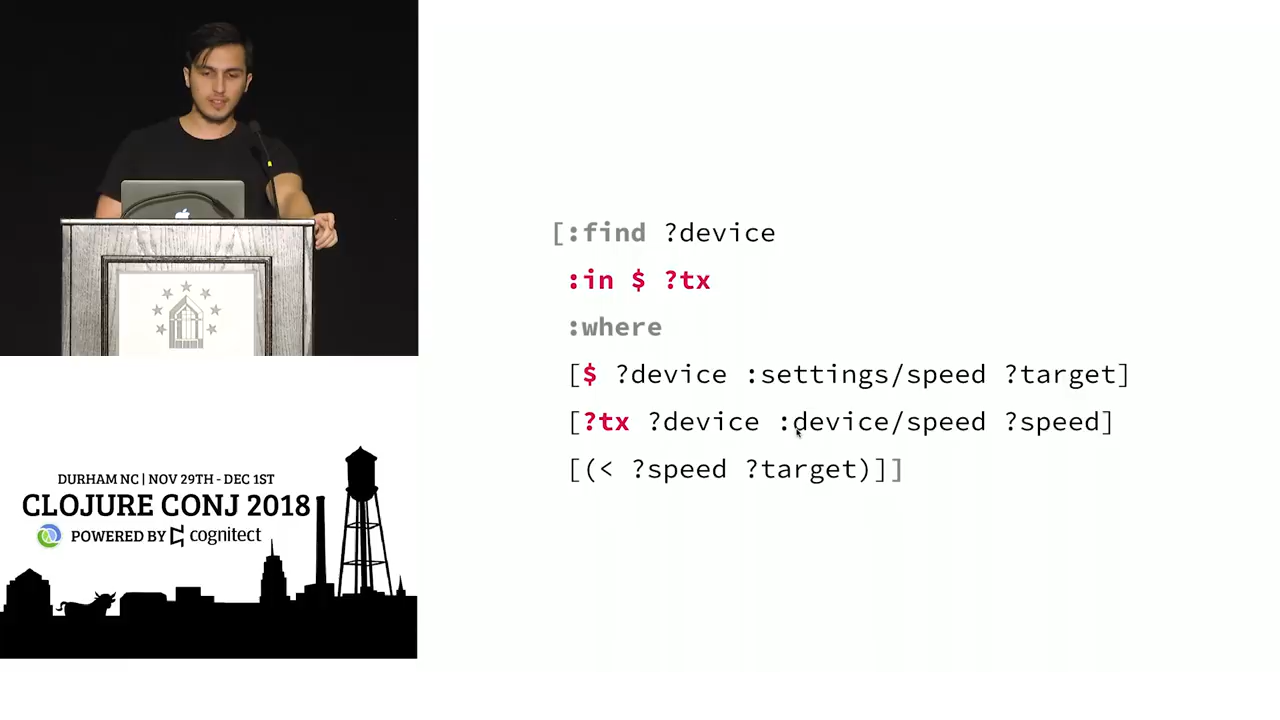 [:find ?device
:in $ ?tx
:where
[$ ?device :settings/speed ?target]
[?tx ?device :device/speed ?speed]
[(< ?speed ?target)]]
DURHAM NC | NOV 29TH - DEC 1ST
CLOJURE CONJ 2018
POWERED BY cognitect